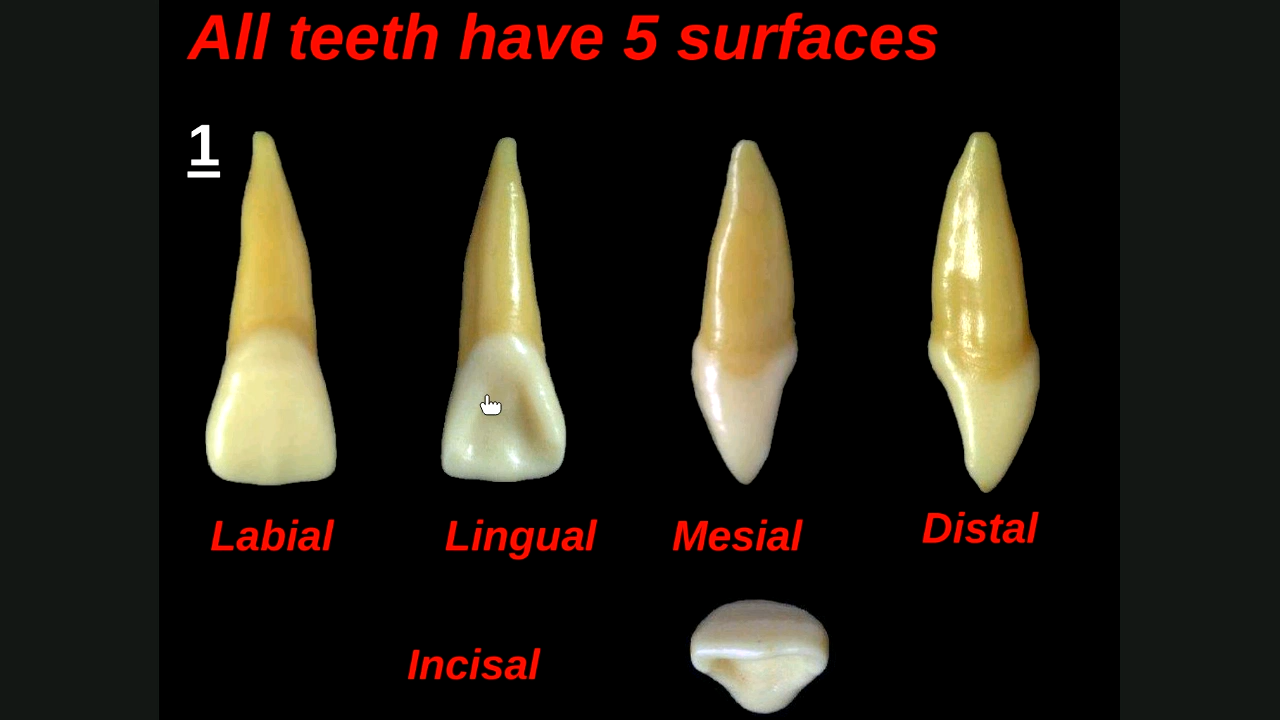 All teeth have 5 surfaces
1
Labial
Lingual
Mesial
Distal
Incisal